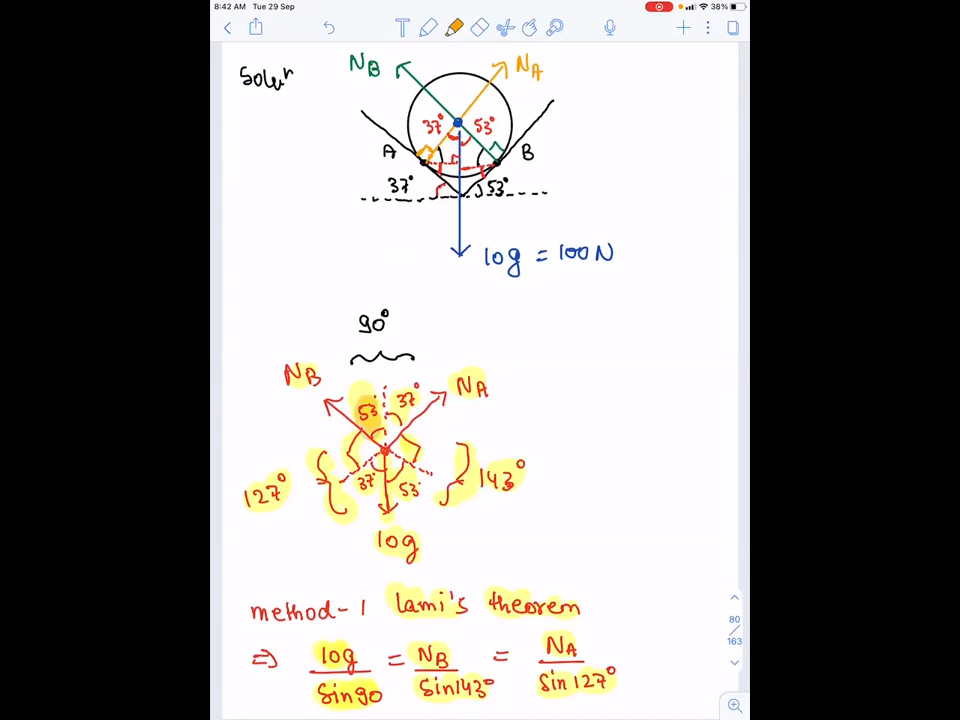 8:42 AM Tue 29 Sep 38%
Soluⁿ
N_B N_A
37° 53°
A B
37° 53°
10g = 100N
90°
N_B N_A
53° 37°
127° 37° 53° 143°
10g
method-1 lami's theorem
⇒ 10g/Sin90 = N_B/Sin143° = N_A/Sin127°
80
/
163